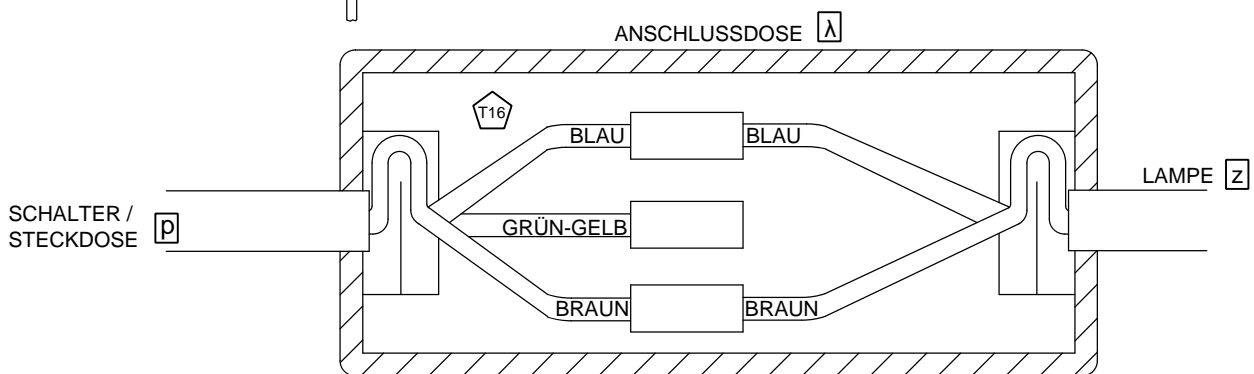 ANSCHLUSSDOSE λ
T16
BLAU BLAU
LAMPE z
SCHALTER /
STECKDOSE p
GRÜN-GELB
BRAUN BRAUN